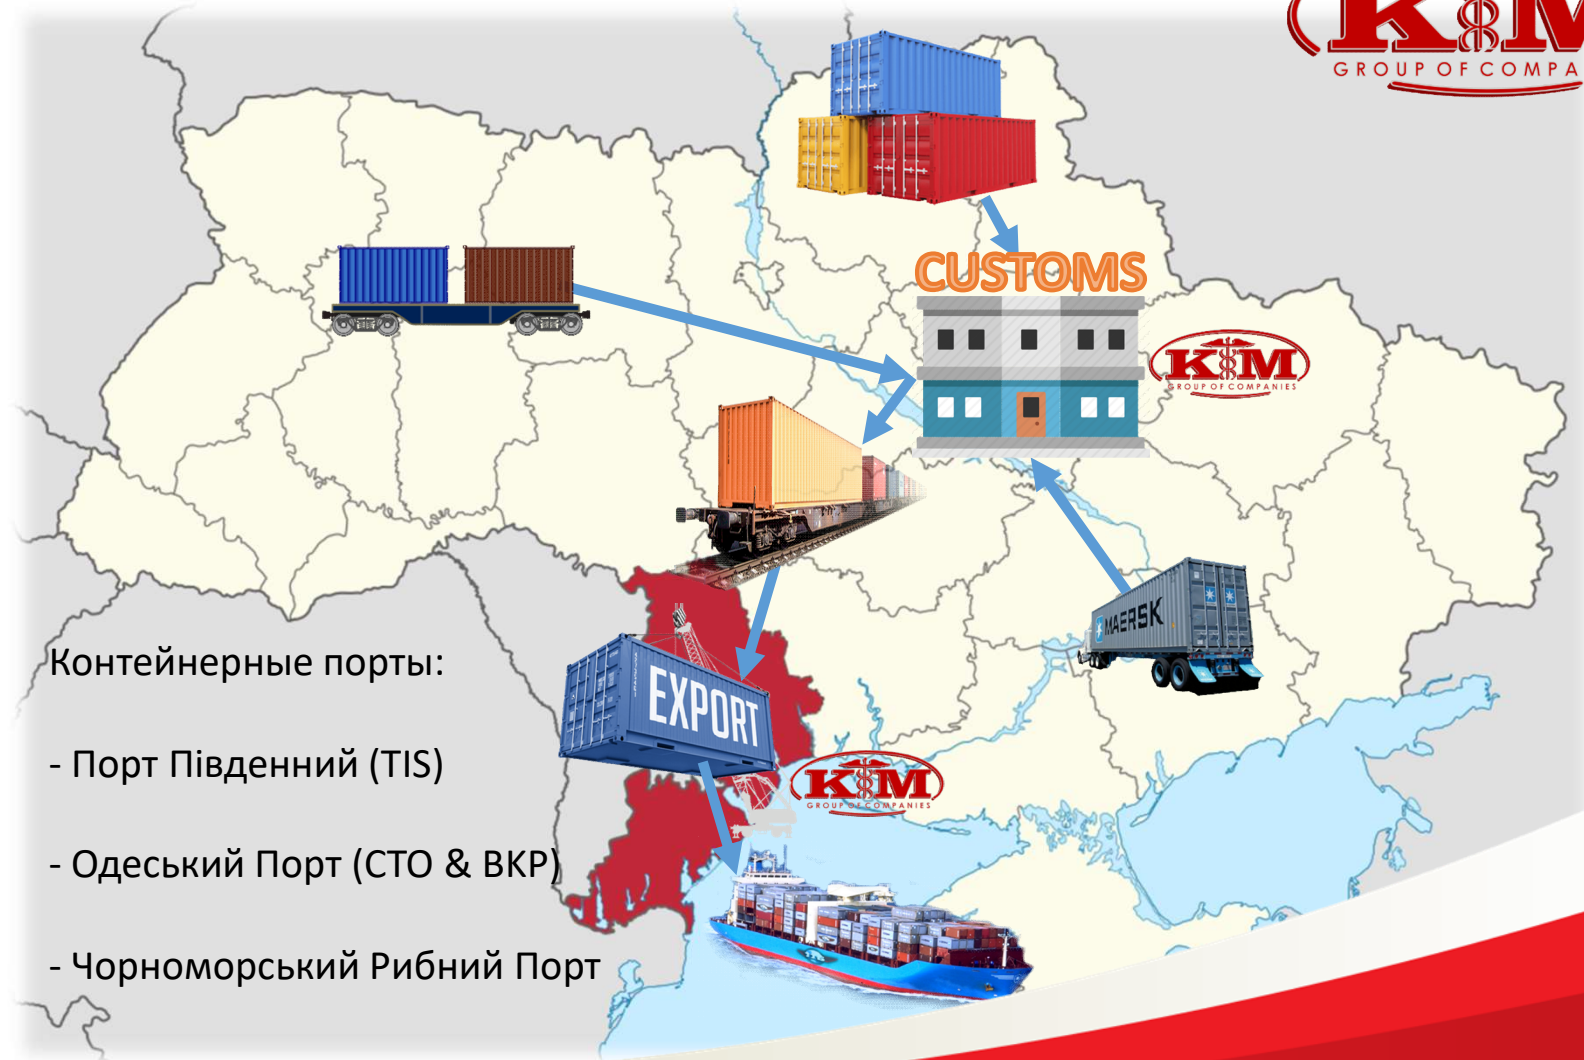 K M
GROUP OF COMPA
CUSTOMS
K M
GROUP OF COMPANIES
MAERSK
EXPORT
Контейнерные порты:
- Порт Південний (TIS)
- Одеський Порт (СТО & ВКР)
- Чорноморський Рибний Порт
K M
GROUP OF COMPANIES